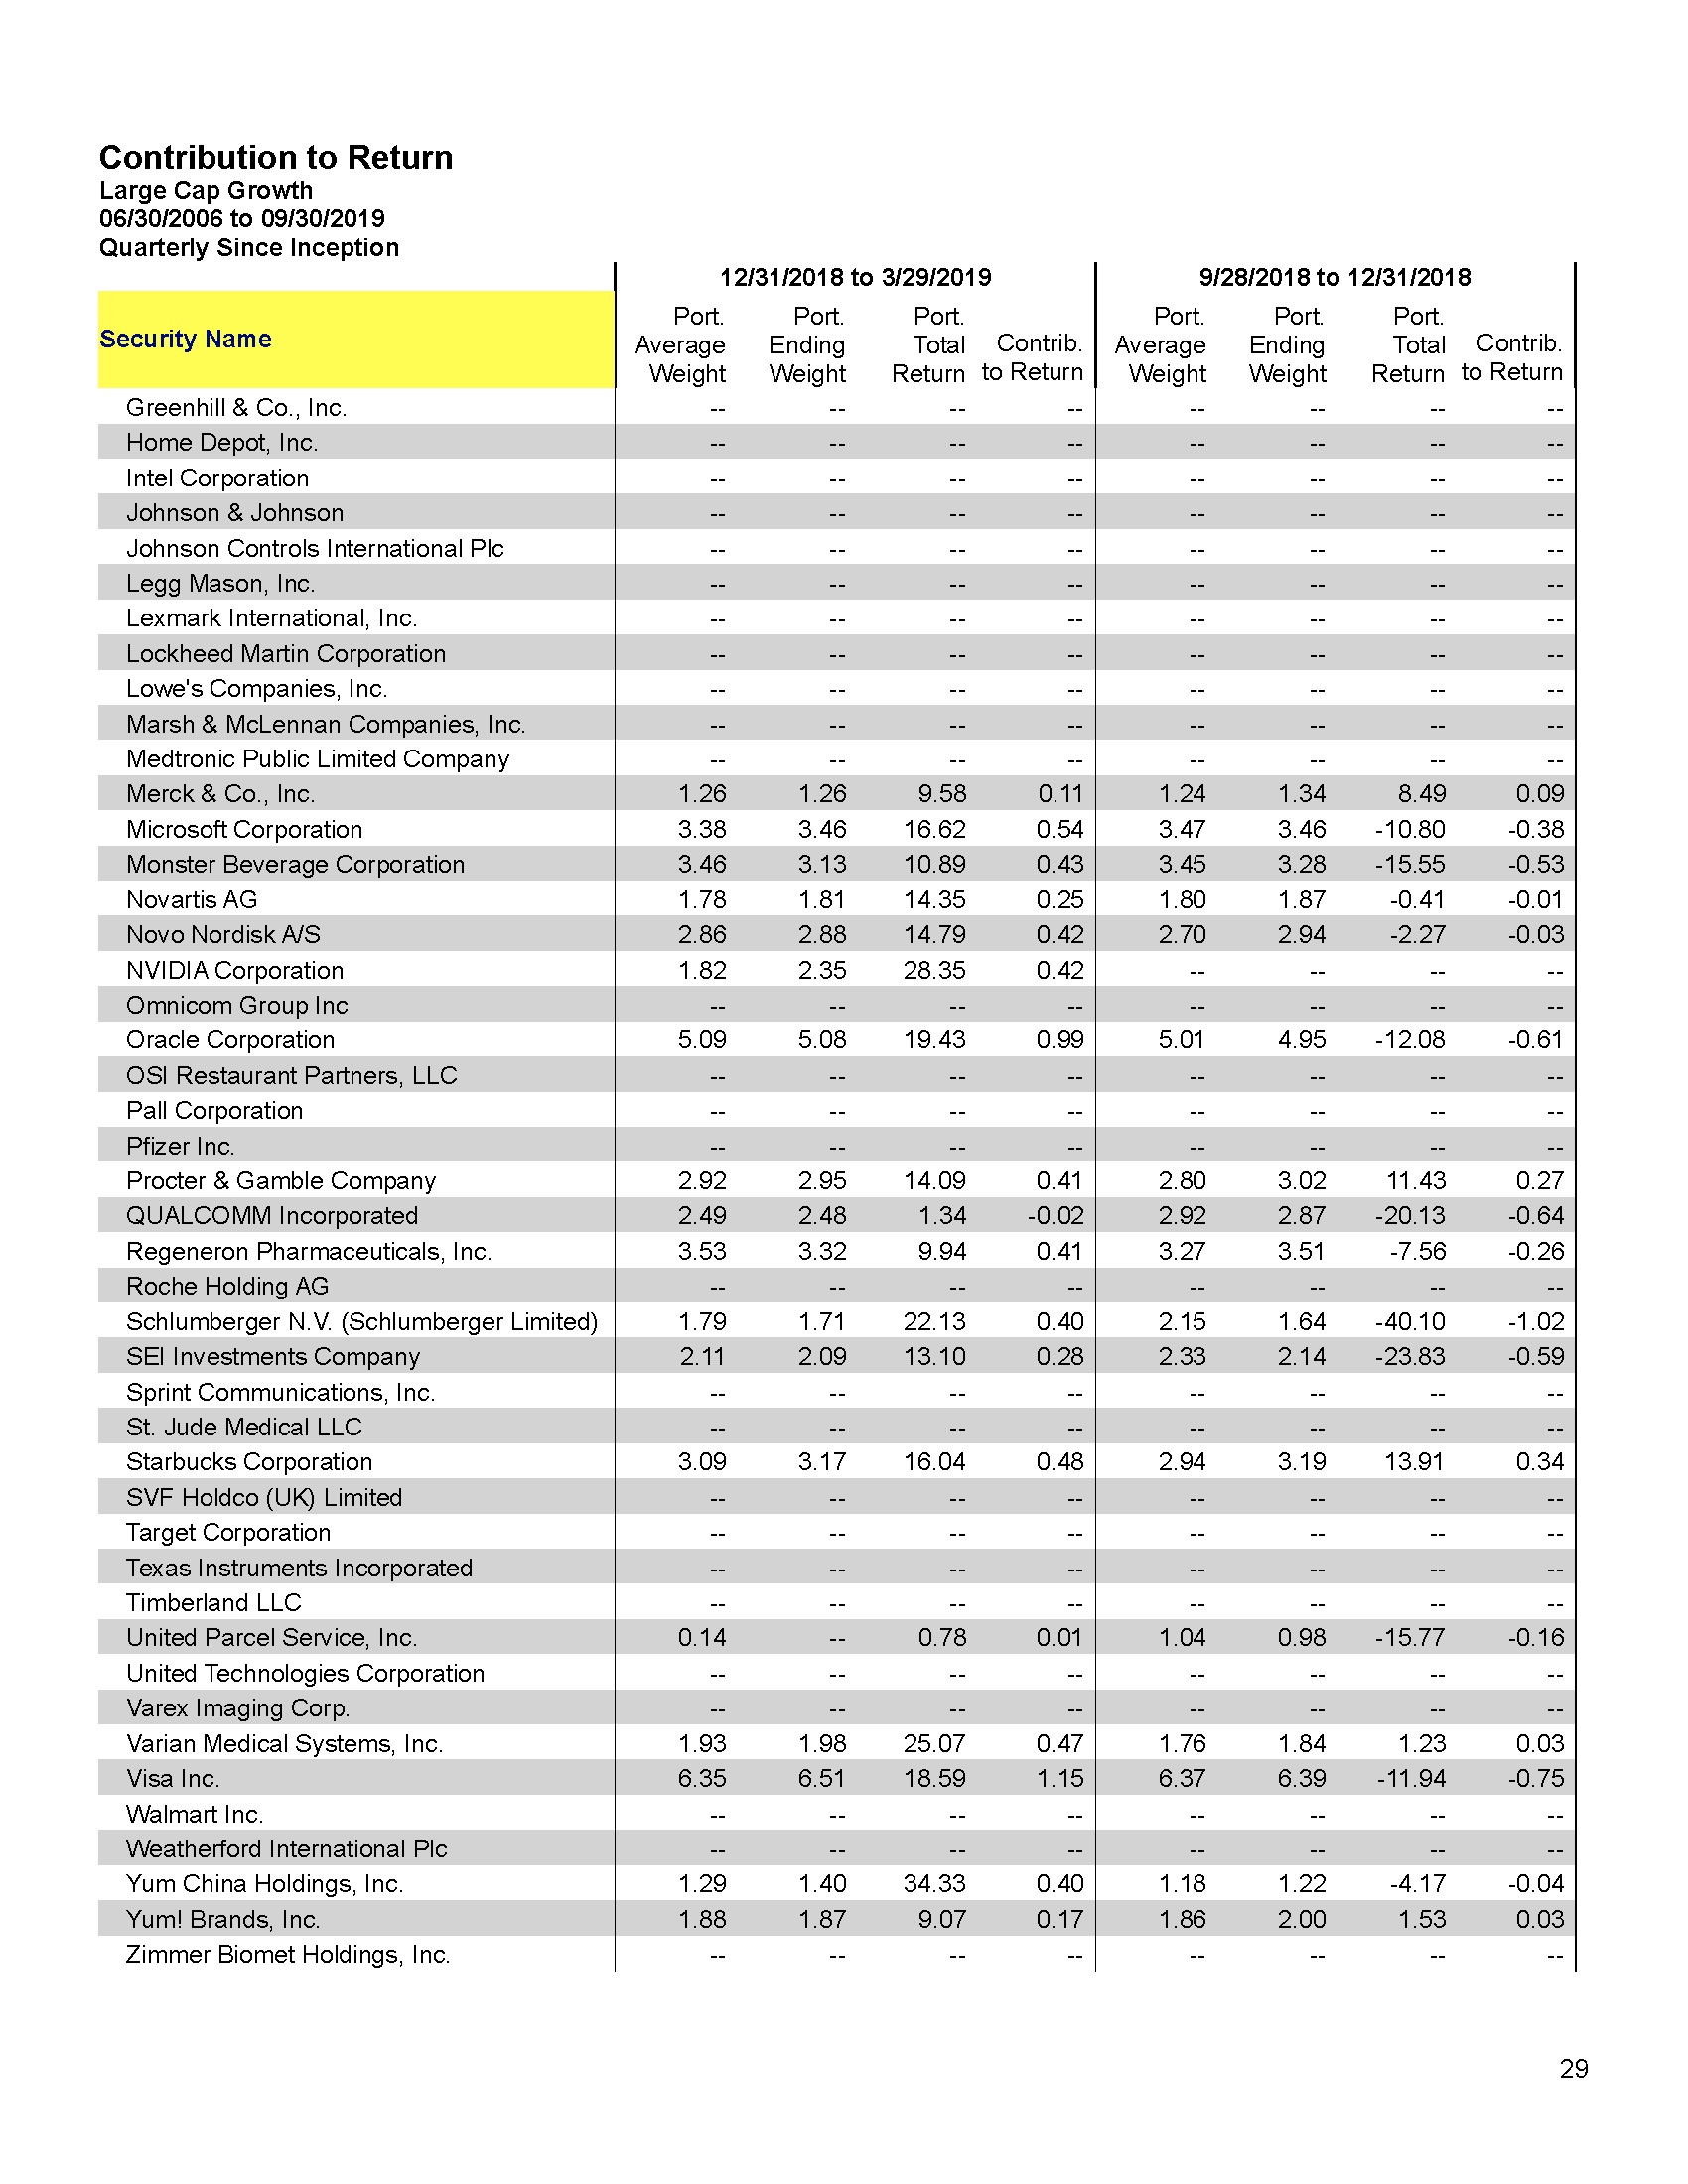 Contribution to Return
Large Cap Growth
06/30/2006 to 09/30/2019
Quarterly Since Inception
12/31/2018 to 3/29/2019 9/28/2018 to 12/31/2018
Security Name Port. Average Weight Port. Ending Weight Port. Total Return Contrib. to Return Port. Average Weight Port. Ending Weight Port. Total Return Contrib. to Return
Greenhill & Co., Inc. -- -- -- -- -- -- -- --
Home Depot, Inc. -- -- -- -- -- -- -- --
Intel Corporation -- -- -- -- -- -- -- --
Johnson & Johnson -- -- -- -- -- -- -- --
Johnson Controls International Plc -- -- -- -- -- -- -- --
Legg Mason, Inc. -- -- -- -- -- -- -- --
Lexmark International, Inc. -- -- -- -- -- -- -- --
Lockheed Martin Corporation -- -- -- -- -- -- -- --
Lowe's Companies, Inc. -- -- -- -- -- -- -- --
Marsh & McLennan Companies, Inc. -- -- -- -- -- -- -- --
Medtronic Public Limited Company -- -- -- -- -- -- -- --
Merck & Co., Inc. 1.26 1.26 9.58 0.11 1.24 1.34 8.49 0.09
Microsoft Corporation 3.38 3.46 16.62 0.54 3.47 3.46 -10.80 -0.38
Monster Beverage Corporation 3.46 3.13 10.89 0.43 3.45 3.28 -15.55 -0.53
Novartis AG 1.78 1.81 14.35 0.25 1.80 1.87 -0.41 -0.01
Novo Nordisk A/S 2.86 2.88 14.79 0.42 2.70 2.94 -2.27 -0.03
NVIDIA Corporation 1.82 2.35 28.35 0.42 -- -- -- --
Omnicom Group Inc -- -- -- -- -- -- -- --
Oracle Corporation 5.09 5.08 19.43 0.99 5.01 4.95 -12.08 -0.61
OSI Restaurant Partners, LLC -- -- -- -- -- -- -- --
Pall Corporation -- -- -- -- -- -- -- --
Pfizer Inc. -- -- -- -- -- -- -- --
Procter & Gamble Company 2.92 2.95 14.09 0.41 2.80 3.02 11.43 0.27
QUALCOMM Incorporated 2.49 2.48 1.34 -0.02 2.92 2.87 -20.13 -0.64
Regeneron Pharmaceuticals, Inc. 3.53 3.32 9.94 0.41 3.27 3.51 -7.56 -0.26
Roche Holding AG -- -- -- -- -- -- -- --
Schlumberger N.V. (Schlumberger Limited) 1.79 1.71 22.13 0.40 2.15 1.64 -40.10 -1.02
SEI Investments Company 2.11 2.09 13.10 0.28 2.33 2.14 -23.83 -0.59
Sprint Communications, Inc. -- -- -- -- -- -- -- --
St. Jude Medical LLC -- -- -- -- -- -- -- --
Starbucks Corporation 3.09 3.17 16.04 0.48 2.94 3.19 13.91 0.34
SVF Holdco (UK) Limited -- -- -- -- -- -- -- --
Target Corporation -- -- -- -- -- -- -- --
Texas Instruments Incorporated -- -- -- -- -- -- -- --
Timberland LLC -- -- -- -- -- -- -- --
United Parcel Service, Inc. 0.14 -- 0.78 0.01 1.04 0.98 -15.77 -0.16
United Technologies Corporation -- -- -- -- -- -- -- --
Varex Imaging Corp. -- -- -- -- -- -- -- --
Varian Medical Systems, Inc. 1.93 1.98 25.07 0.47 1.76 1.84 1.23 0.03
Visa Inc. 6.35 6.51 18.59 1.15 6.37 6.39 -11.94 -0.75
Walmart Inc. -- -- -- -- -- -- -- --
Weatherford International Plc -- -- -- -- -- -- -- --
Yum China Holdings, Inc. 1.29 1.40 34.33 0.40 1.18 1.22 -4.17 -0.04
Yum! Brands, Inc. 1.88 1.87 9.07 0.17 1.86 2.00 1.53 0.03
Zimmer Biomet Holdings, Inc. -- -- -- -- -- -- -- --
29